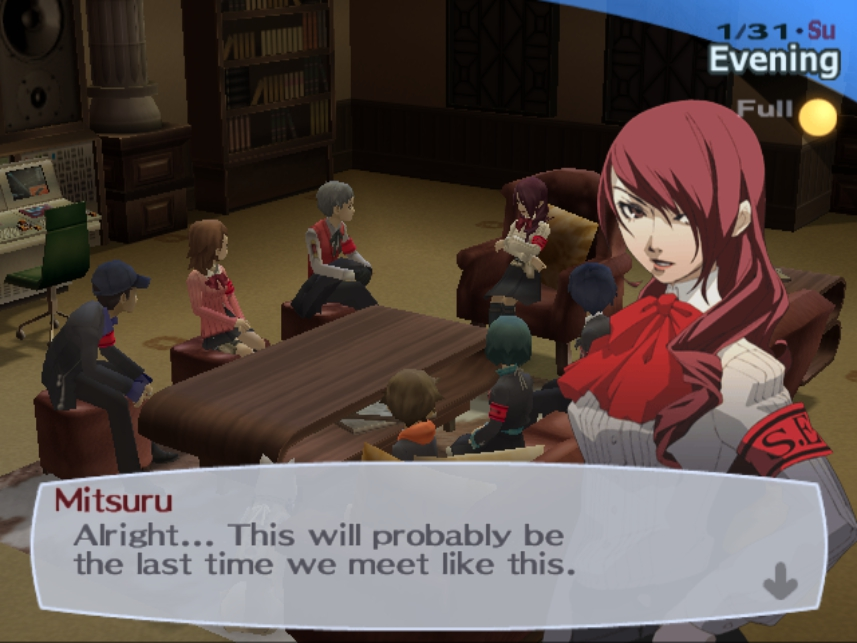 1/31・Su
Evening
Full
S.E
Mitsuru
Alright... This will probably be
the last time we meet like this.